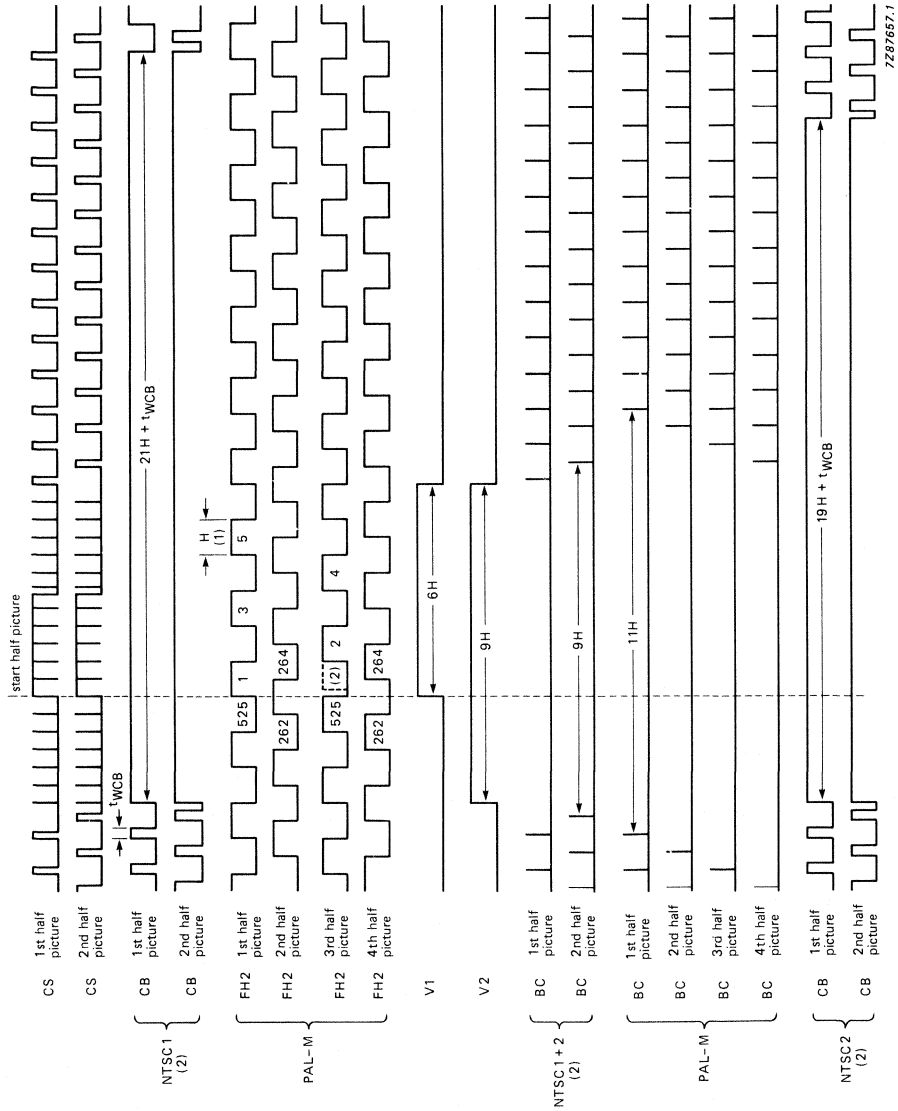 start half picture
CS 1st half picture
CS 2nd half picture
tWCB
NTSC1 (2)
CB 1st half picture
21H + tWCB
CB 2nd half picture
H (1)
PAL-M
FH2 1st half picture
525 1 3 5
FH2 2nd half picture
262 264
FH2 3rd half picture
525 (2) 2 4
FH2 4th half picture
262 264
V1
6H
V2
9H
NTSC1+2 (2)
BC 1st half picture
BC 2nd half picture
9H
PAL-M
BC 1st half picture
11H
BC 2nd half picture
BC 3rd half picture
BC 4th half picture
NTSC2 (2)
CB 1st half picture
19H + tWCB
CB 2nd half picture
7Z87657.1